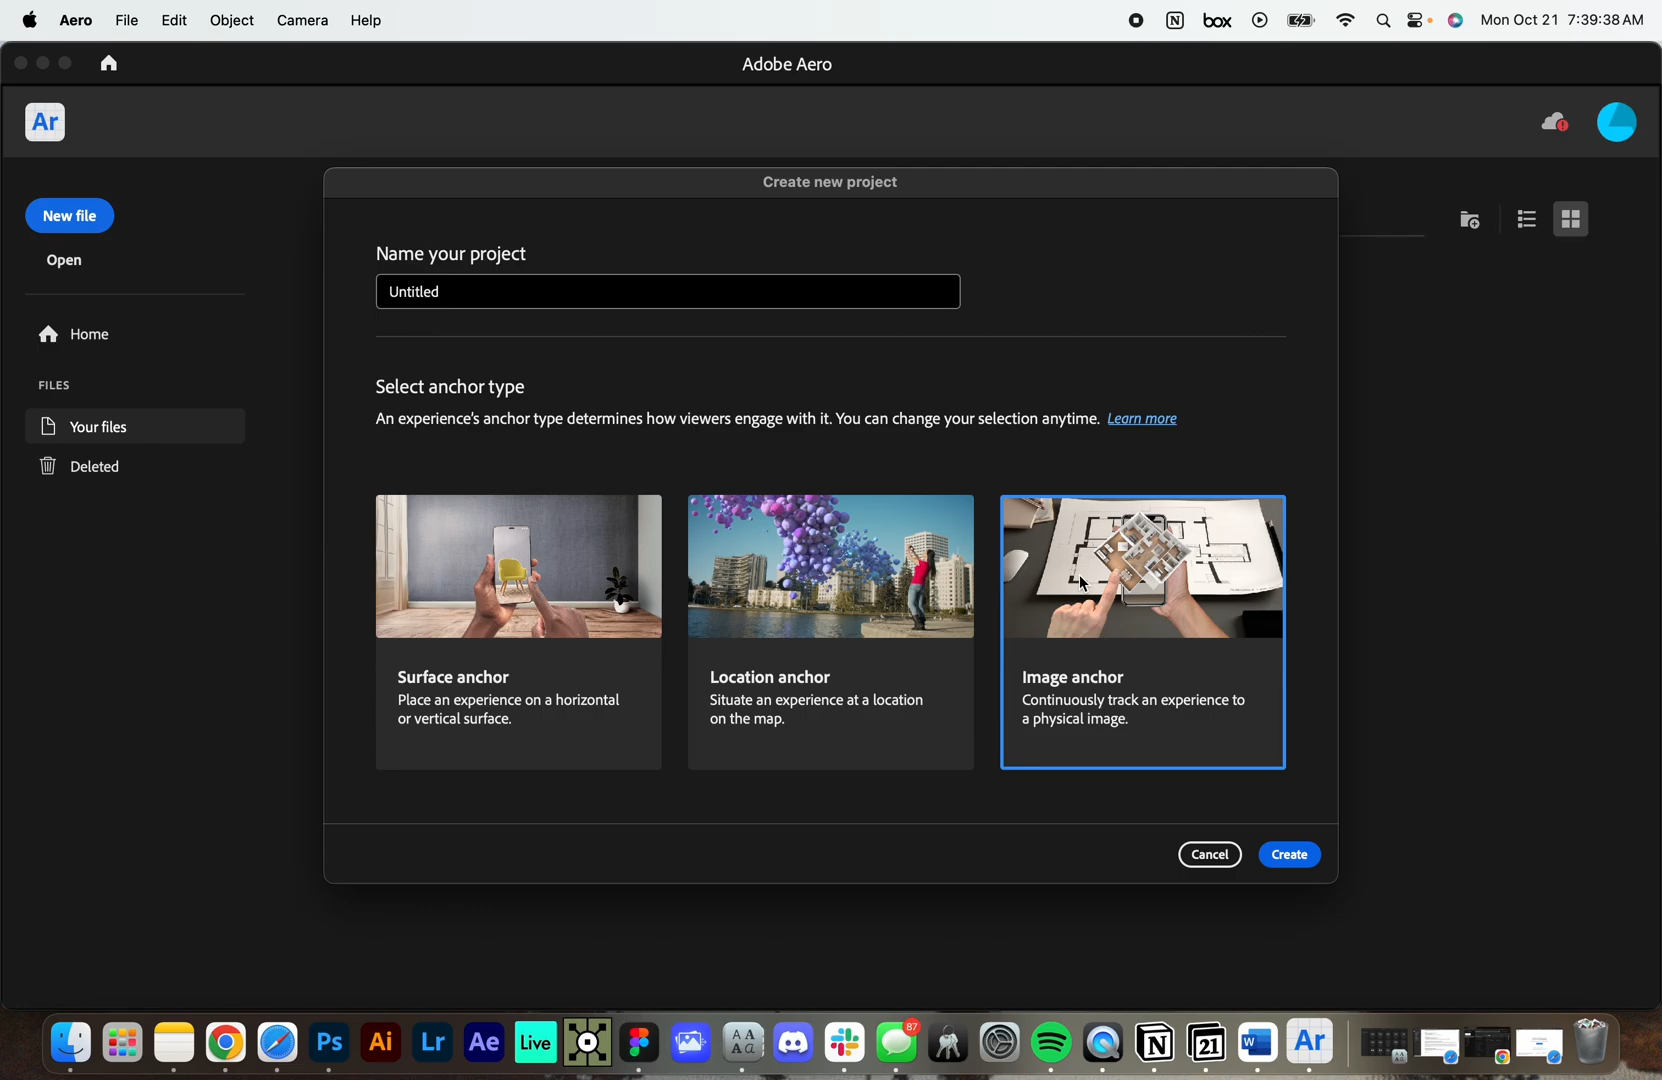 Aero File Edit Object Camera Help
N box Mon Oct 21 7:39:38 AM
Adobe Aero
Ar
Create new project
New file
Open
Home
FILES
Your files
Deleted
Name your project
Untitled
Select anchor type
An experience's anchor type determines how viewers engage with it. You can change your selection anytime. Learn more
Surface anchor
Place an experience on a horizontal
or vertical surface.
Location anchor
Situate an experience at a location
on the map.
Image anchor
Continuously track an experience to
a physical image.
Cancel Create
Ps Ai Lr Ae Live A A A a 87 N 21 W Ar